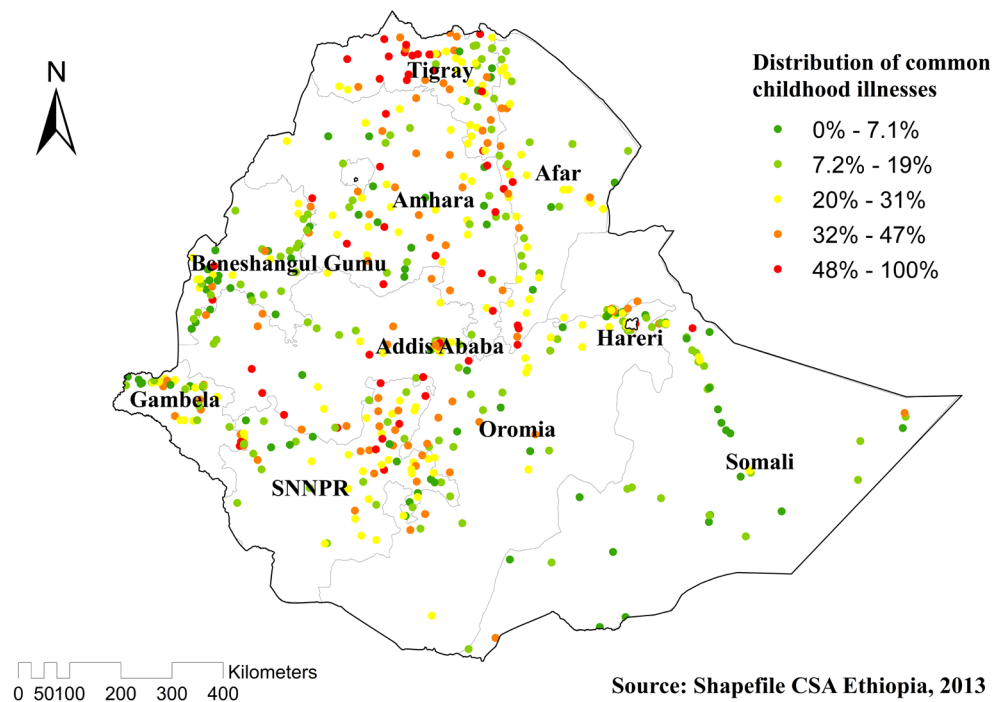 N
Distribution of common
childhood illnesses
0% - 7.1%
7.2% - 19%
20% - 31%
32% - 47%
48% - 100%
Tigray
Afar
Amhara
Beneshangul Gumu
Hareri
Addis Ababa
Gambela
Oromia
Somali
SNNPR
Kilometers
0 50100 200 300 400
Source: Shapefile CSA Ethiopia, 2013